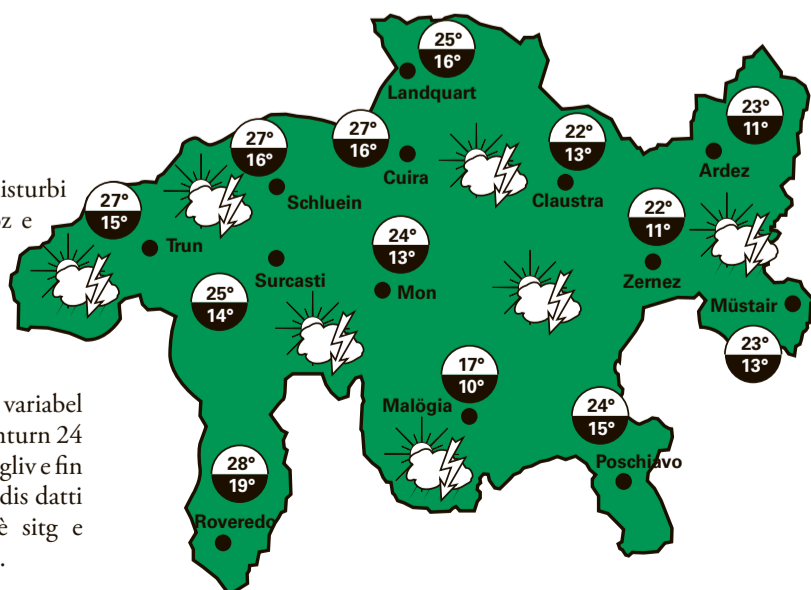 isturbi
oz e
variabel
nturn 24
gliv e fin
dis datti
è sitg e
.
25°
16°
Landquart
27°
16°
Cuira
27°
16°
Schluein
22°
13°
Claustra
23°
11°
Ardez
27°
15°
Trun
25°
14°
Surcasti
24°
13°
Mon
22°
11°
Zernez
Müstair
23°
13°
17°
10°
Malögia
24°
15°
Poschiavo
28°
19°
Roveredo